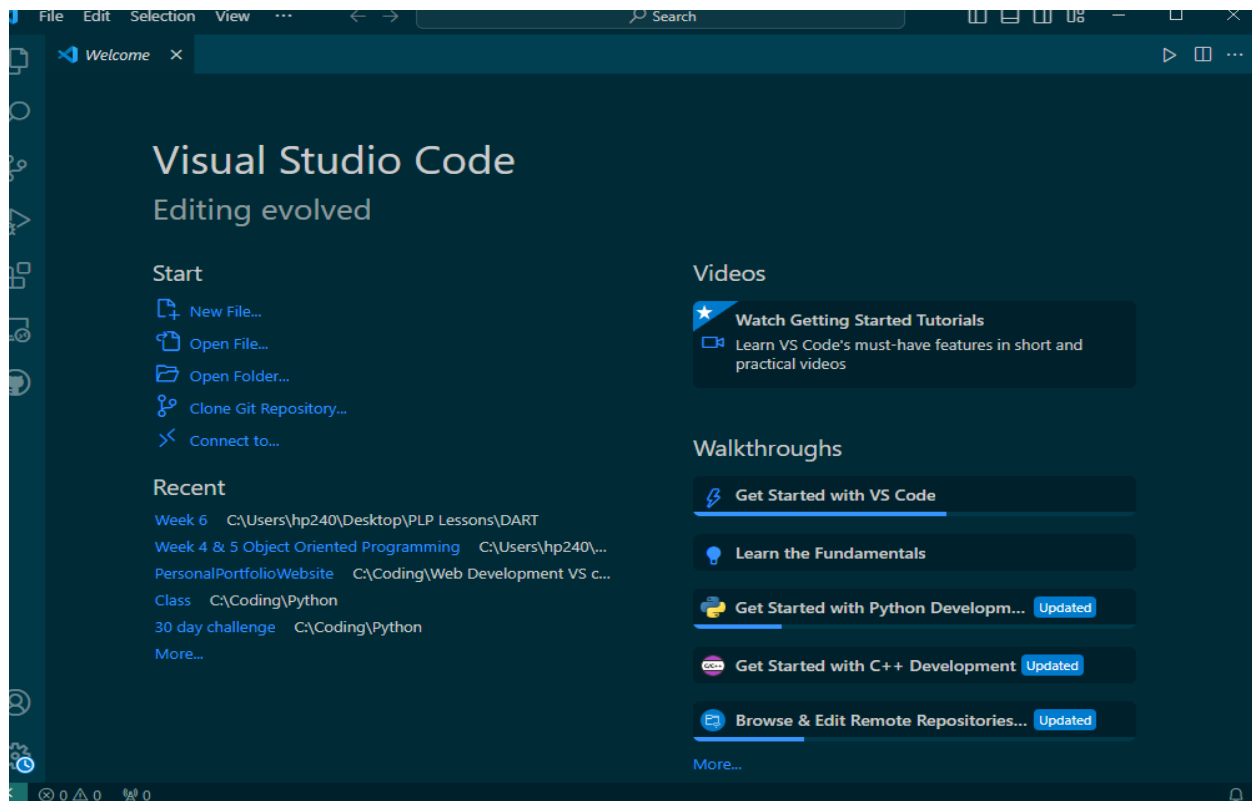 File Edit Selection View ··· Search
Welcome
Visual Studio Code
Editing evolved
Start
New File...
Open File...
Open Folder...
Clone Git Repository...
Connect to...
Recent
Week 6 C:\Users\hp240\Desktop\PLP Lessons\DART
Week 4 & 5 Object Oriented Programming C:\Users\hp240\...
PersonalPortfolioWebsite C:\Coding\Web Development VS c...
Class C:\Coding\Python
30 day challenge C:\Coding\Python
More...
Videos
Watch Getting Started Tutorials
Learn VS Code's must-have features in short and
practical videos
Walkthroughs
Get Started with VS Code
Learn the Fundamentals
Get Started with Python Developm... Updated
Get Started with C++ Development Updated
Browse & Edit Remote Repositories... Updated
More...
0 0 0